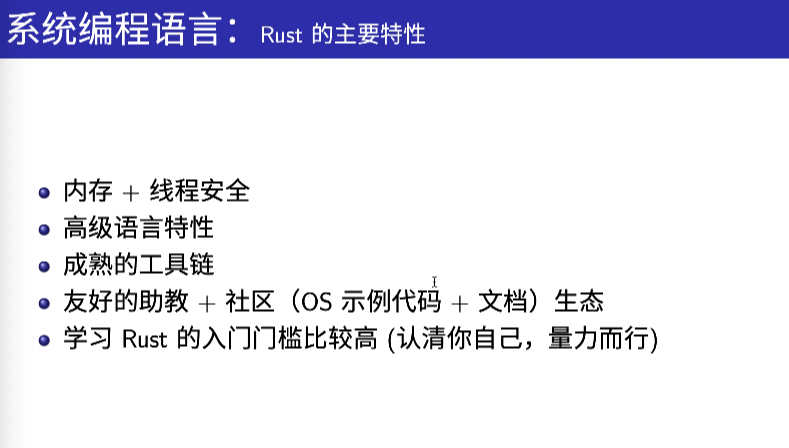 系统编程语言：Rust 的主要特性
内存 + 线程安全
高级语言特性
成熟的工具链
友好的助教 + 社区（OS 示例代码 + 文档）生态
学习 Rust 的入门门槛比较高 (认清你自己，量力而行)